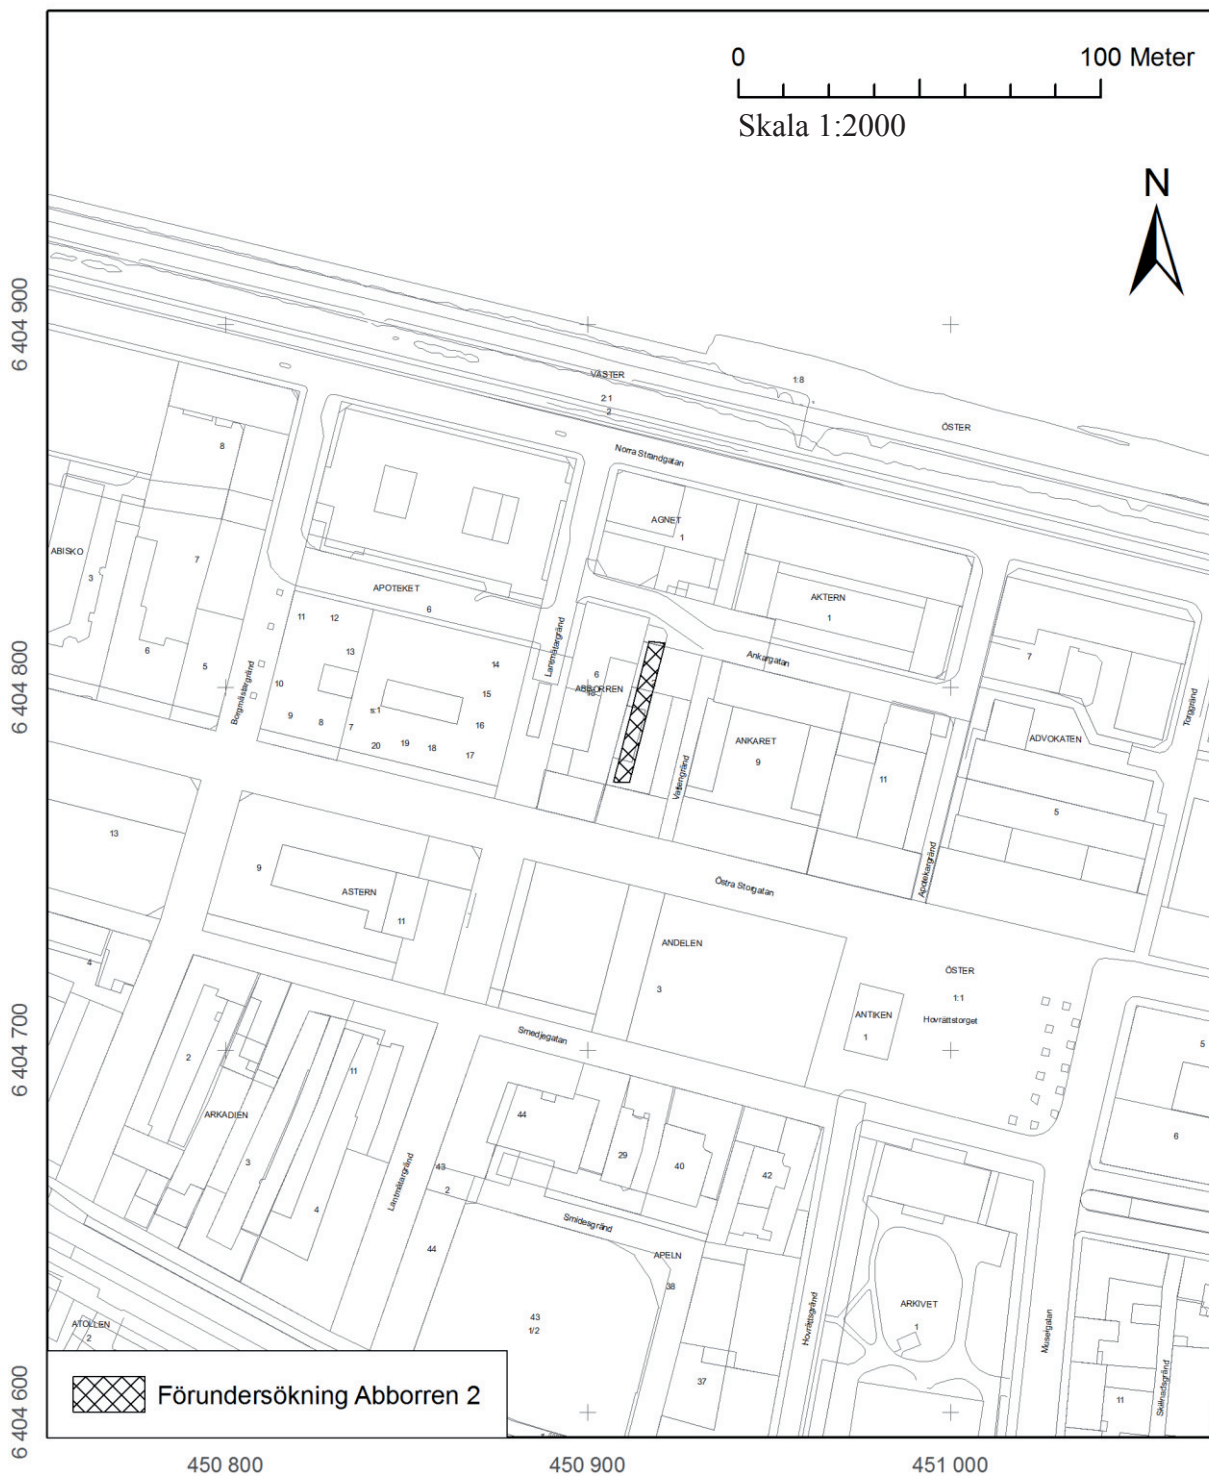 0 100 Meter
Skala 1:2000
N
6 404 900
6 404 800
6 404 700
6 404 600
VÄSTER
2:1
2
1:8
ÖSTER
Norra Strandgatan
8
AGNET
1
ABISKO
3
7
APOTEKET
6
AKTERN
1
11 12
13
14
6
5
Borgmästargränd
10
15
9 8 7
s:1
16
20 19 18 17
Lantmätargränd
6
ABBORREN
Ankargatan
Vattengränd
ANKARET
9
11
Apotekargränd
7
ADVOKATEN
5
Torggränd
13
9
ASTERN
11
Östra Storgatan
ANDELEN
3
ÖSTER
1:1
Hovrättstorget
ANTIKEN
1
4
Smedjegatan
2
11
ARKADIEN
3
4
Lantmätargränd
44
29
40
42
43
2
44
Smidesgränd
APELN
38
43
1/2
37
Hovrättsgränd
ARKIVET
1
Museigatan
5
6
11
Skillnadsgränd
ATOLLEN
2
Förundersökning Abborren 2
450 800 450 900 451 000